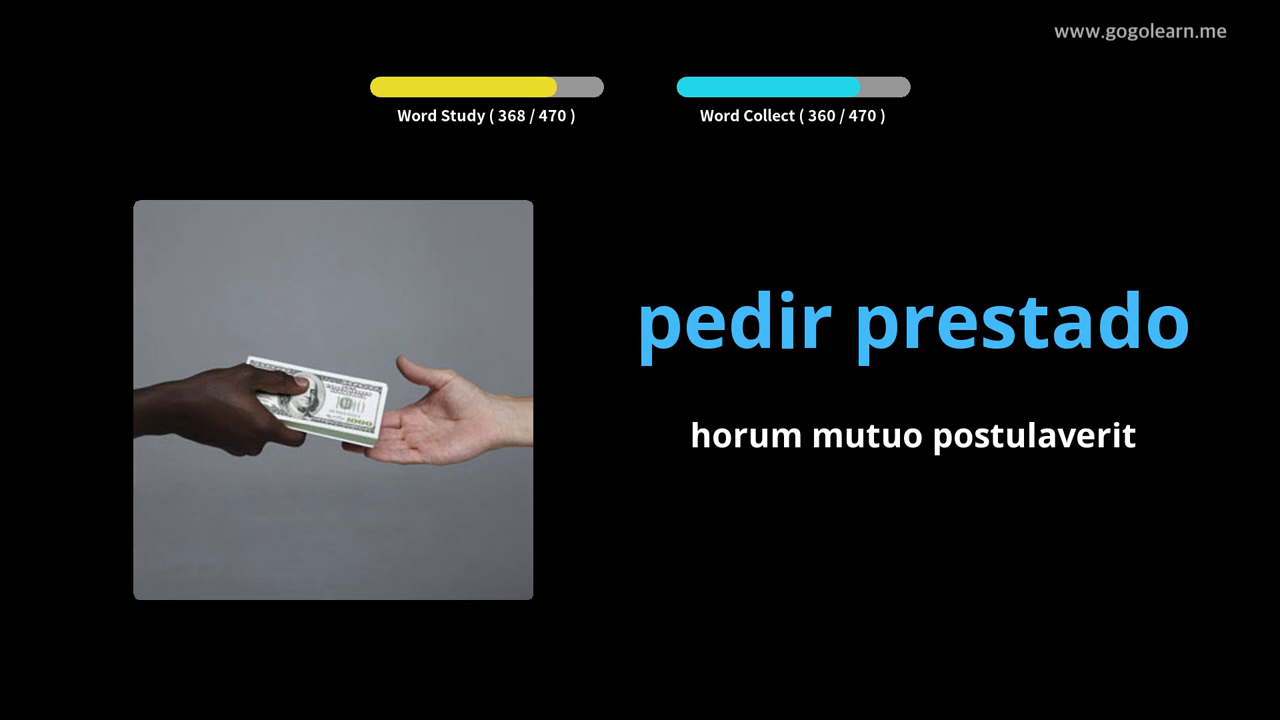 www.gogolearn.me
Word Study ( 368 / 470 )
Word Collect ( 360 / 470 )
pedir prestado
horum mutuo postulaverit